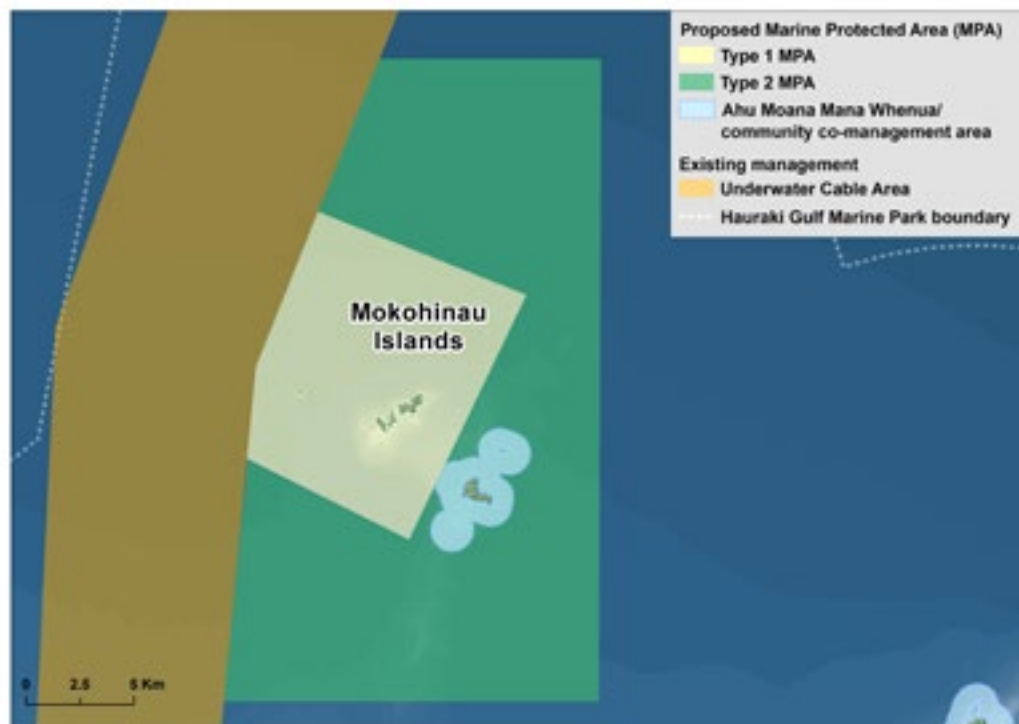 Proposed Marine Protected Area (MPA)
Type 1 MPA
Type 2 MPA
Ahu Moana Mana Whenua/
community co-management area
Existing management
Underwater Cable Area
Hauraki Gulf Marine Park boundary
Mokohinau
Islands
0 2.5 5 Km